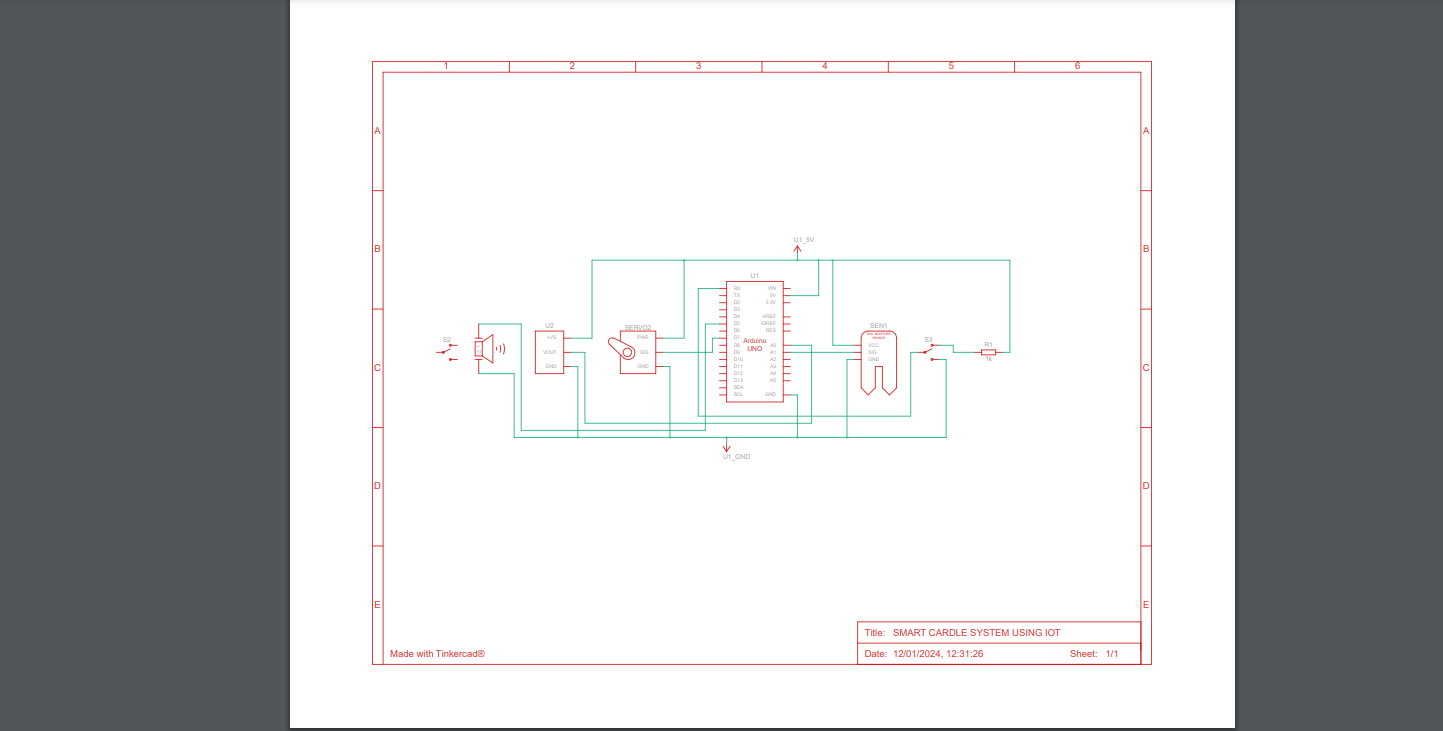 1 2 3 4 5 6
A A
U1_5V
B B
U1
RX VIN
TX 5V
D2 3.3V
D3
D4 AREF
D5 IOREF
D6 RES
D7
Arduino
UNO
D8 A0
D9 A1
D10 A2
D11 A3
D12 A4
D13 A5
SDA
SCL GND
S2
U2
+VS
VOUT
GND
SERVO2
PWR
SIG
GND
SEN1
SOIL MOISTURE
SENSOR
VCC
SIG
GND
S3
R1
1k
C C
U1_GND
D D
E E
Title: SMART CARDLE SYSTEM USING IOT
Made with Tinkercad®
Date: 12/01/2024, 12:31:26 Sheet: 1/1